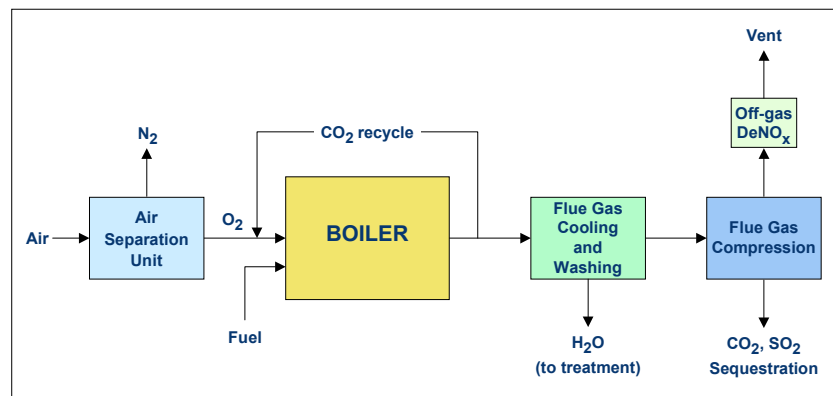 Vent
Off-gas
DeNOx
N2
CO2 recycle
Air
Air
Separation
Unit
O2
BOILER
Fuel
Flue Gas
Cooling
and
Washing
Flue Gas
Compression
H2O
(to treatment)
CO2, SO2
Sequestration